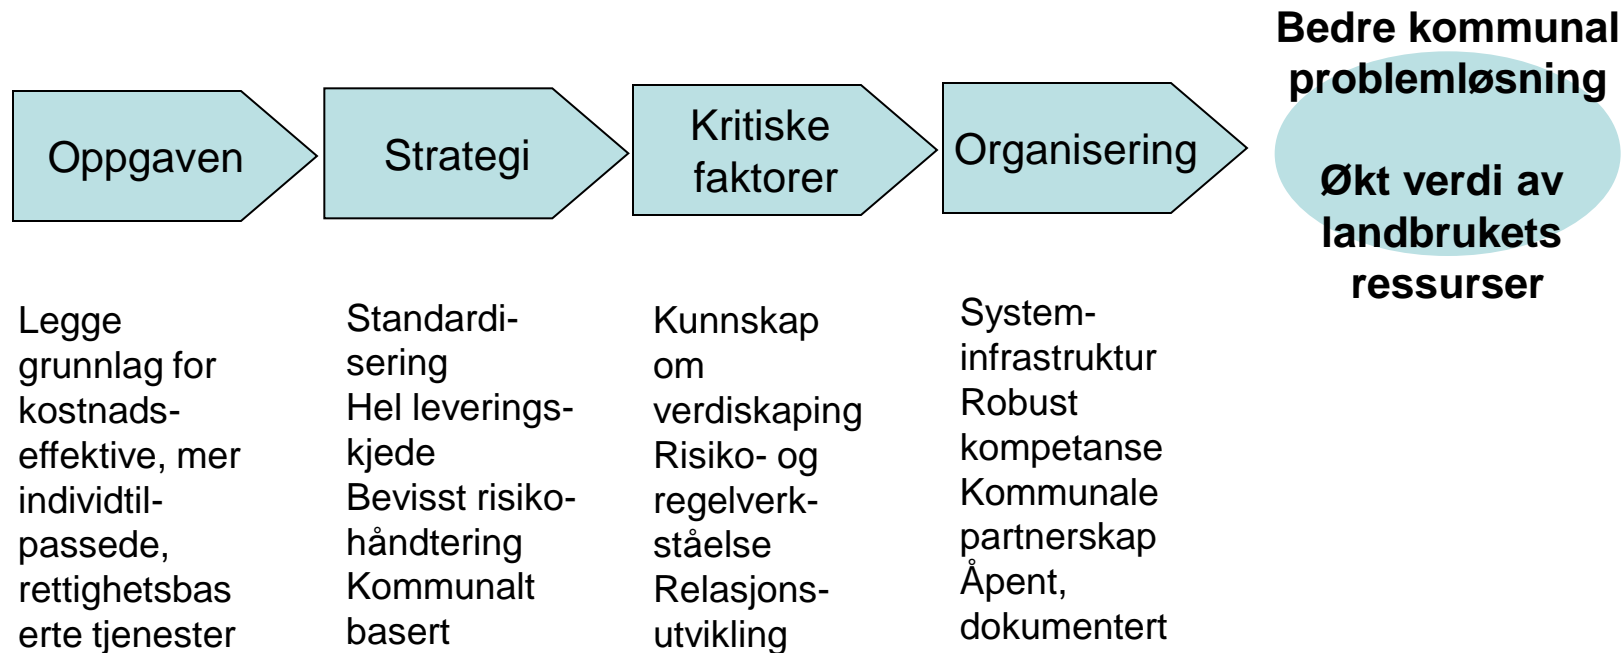 Oppgaven
Strategi
Kritiske
faktorer
Organisering
Bedre kommunal
problemløsning
Økt verdi av
landbrukets
ressurser
Legge
grunnlag for
kostnads-
effektive, mer
individtil-
passede,
rettighetsbas
erte tjenester
Standardi-
sering
Hel leverings-
kjede
Bevisst risiko-
håndtering
Kommunalt
basert
Kunnskap
om
verdiskaping
Risiko- og
regelverk-
ståelse
Relasjons-
utvikling
System-
infrastruktur
Robust
kompetanse
Kommunale
partnerskap
Åpent,
dokumentert